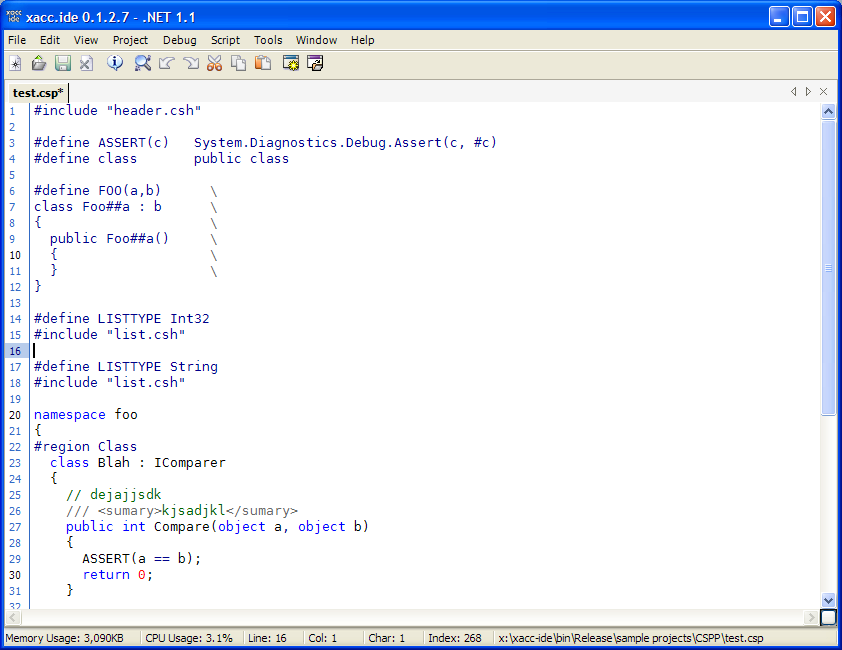 xacc.ide 0.1.2.7 - .NET 1.1
File Edit View Project Debug Script Tools Window Help
test.csp*
1 #include "header.csh"
2
3 #define ASSERT(c)   System.Diagnostics.Debug.Assert(c, #c)
4 #define class       public class
5
6 #define FOO(a,b)      \
7 class Foo##a : b      \
8 {                     \
9   public Foo##a()     \
10   {                   \
11   }                   \
12 }
13
14 #define LISTTYPE Int32
15 #include "list.csh"
16
17 #define LISTTYPE String
18 #include "list.csh"
19
20 namespace foo
21 {
22 #region Class
23   class Blah : IComparer
24   {
25     // dejajjsdk
26     /// <sumary>kjsadjkl</sumary>
27     public int Compare(object a, object b)
28     {
29       ASSERT(a == b);
30       return 0;
31     }
32
Memory Usage: 3,090KB CPU Usage: 3.1% Line: 16 Col: 1 Char: 1 Index: 268 x:\xacc-ide\bin\Release\sample projects\CSPP\test.csp